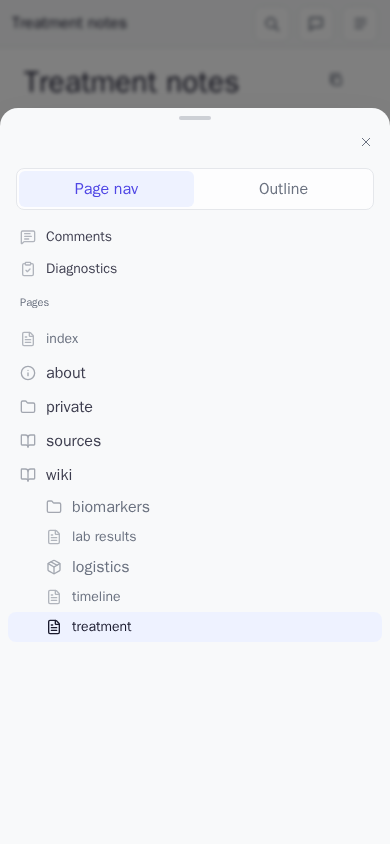 Treatment notes
Treatment notes
Page nav
Outline
Comments
Diagnostics
Pages
index
about
private
sources
wiki
biomarkers
lab results
logistics
timeline
treatment